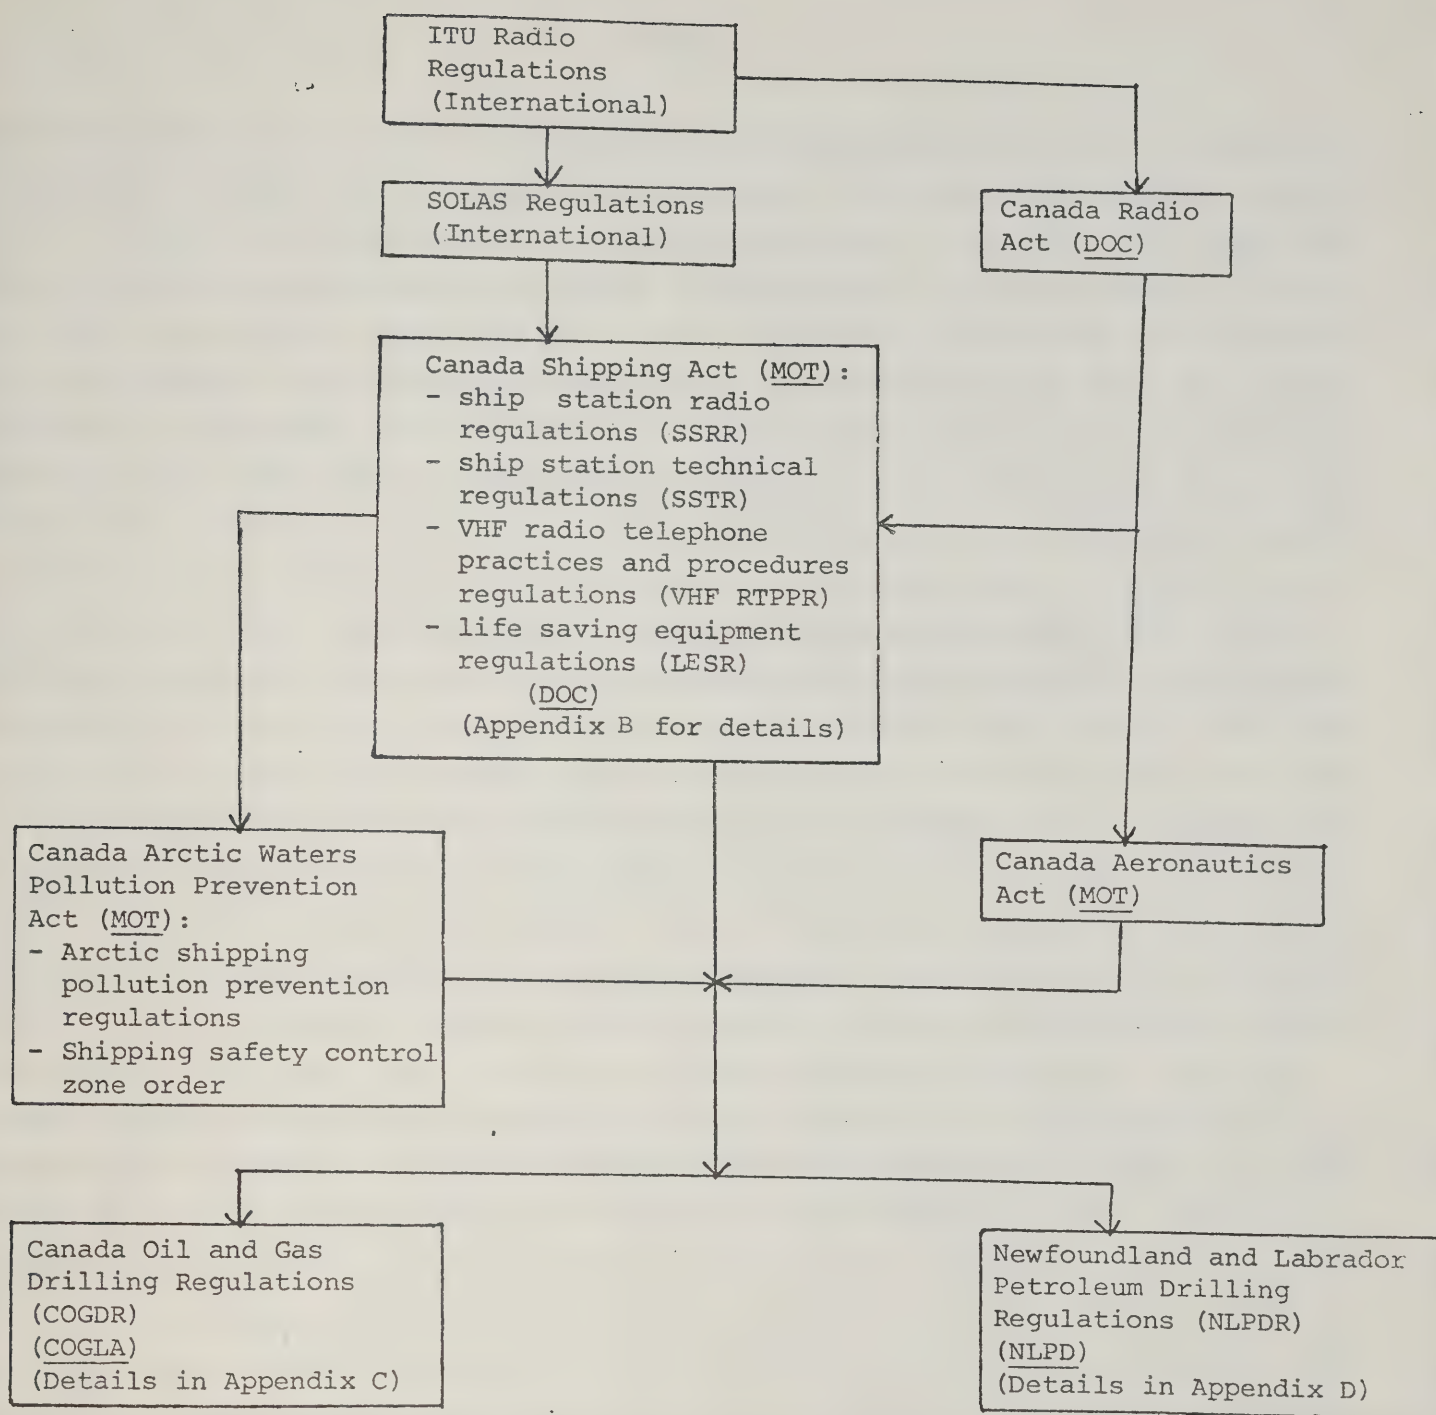 ITU Radio
Regulations
(International)
SOLAS Regulations
(International)
Canada Radio
Act (DOC)
Canada Shipping Act (MOT):
- ship station radio
regulations (SSRR)
- ship station technical
regulations (SSTR)
- VHF radio telephone
practices and procedures
regulations (VHF RTPPR)
- life saving equipment
regulations (LESR)
(DOC)
(Appendix B for details)
Canada Arctic Waters
Pollution Prevention
Act (MOT):
- Arctic shipping
pollution prevention
regulations
- Shipping safety control
zone order
Canada Aeronautics
Act (MOT)
Canada Oil and Gas
Drilling Regulations
(COGDR)
(COGLA)
(Details in Appendix C)
Newfoundland and Labrador
Petroleum Drilling
Regulations (NLPDR)
(NLPD)
(Details in Appendix D)